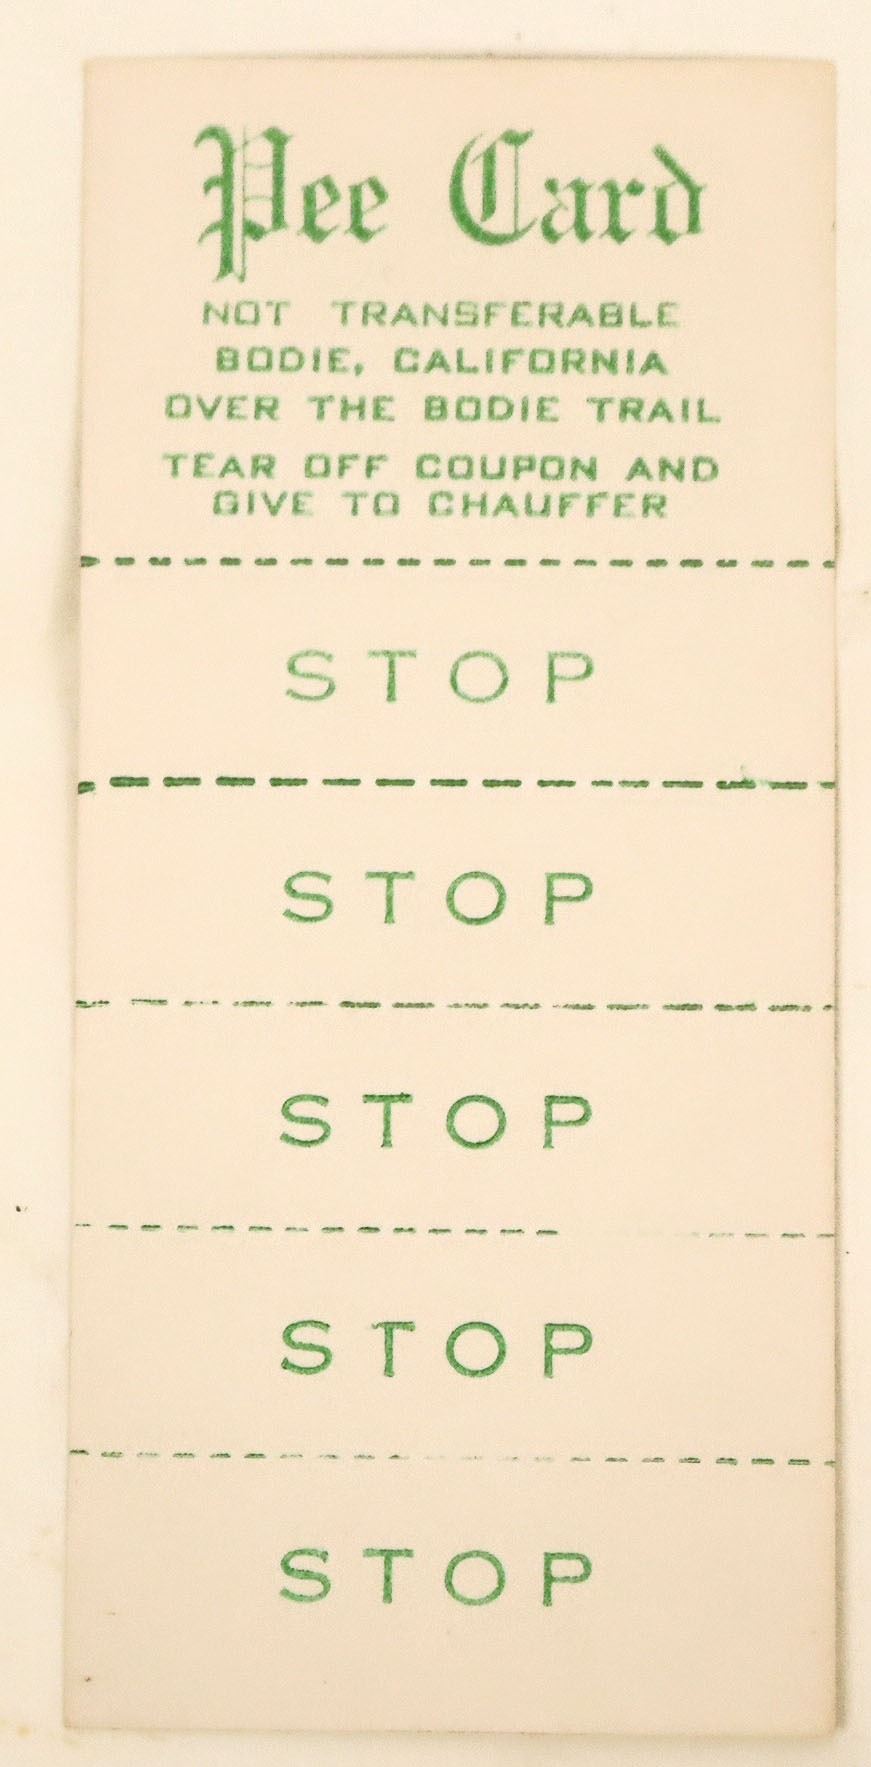 Pee Card
NOT TRANSFERABLE
BODIE, CALIFORNIA
OVER THE BODIE TRAIL
TEAR OFF COUPON AND
GIVE TO CHAUFFER
STOP
STOP
STOP
STOP
STOP